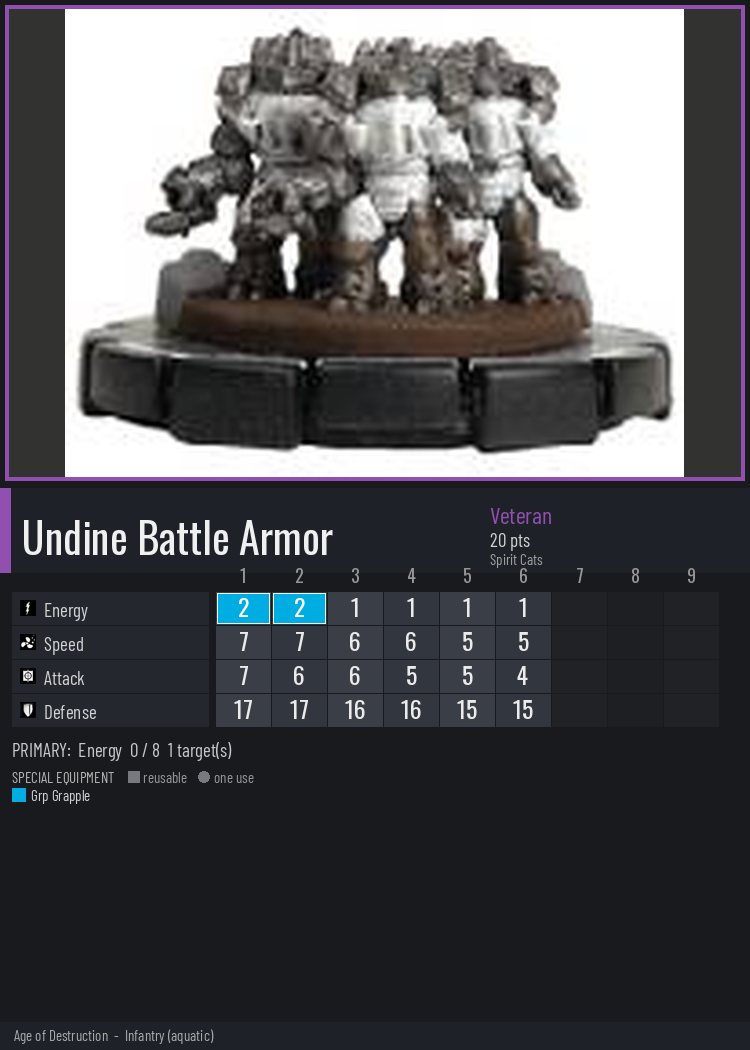 Undine Battle Armor
Veteran
20 pts
Spirit Cats
1 2 3 4 5 6 7 8 9
Energy 2 2 1 1 1 1
Speed 7 7 6 6 5 5
Attack 7 6 6 5 5 4
Defense 17 17 16 16 15 15
PRIMARY: Energy 0 / 8 1 target(s)
SPECIAL EQUIPMENT reusable one use
Grp Grapple
Age of Destruction - Infantry (aquatic)